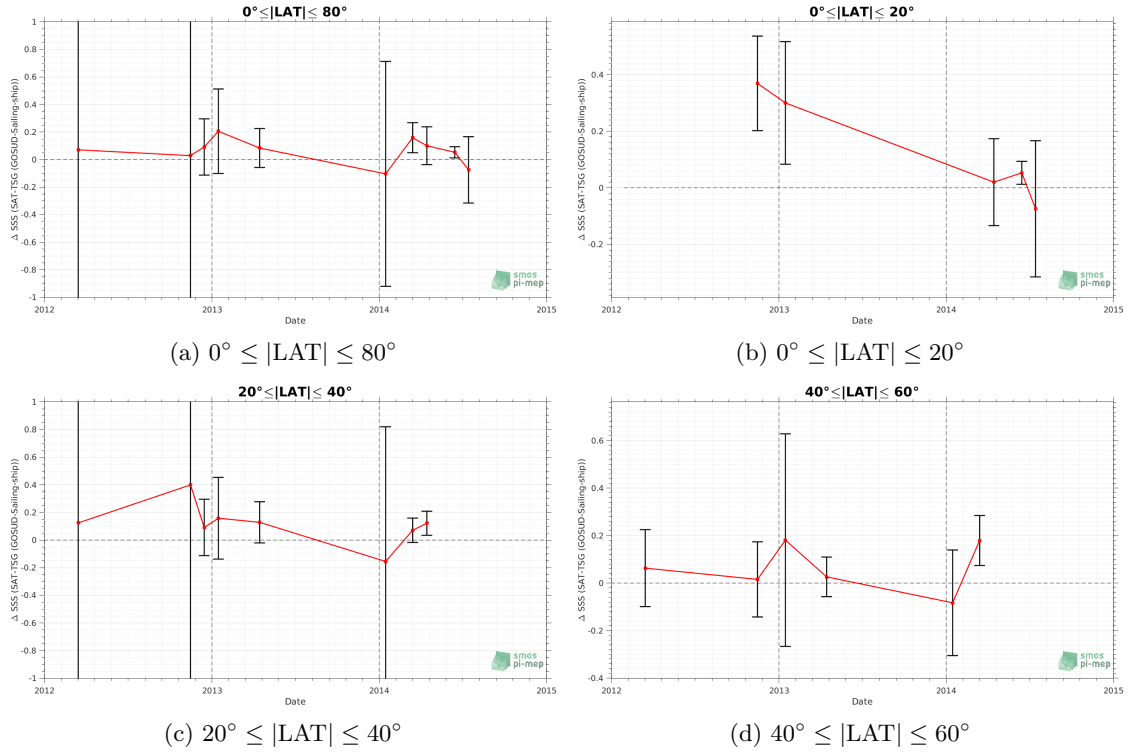 0°≤|LAT|≤ 80°
1
0.8
0.6
0.4
0.2
0
-0.2
-0.4
-0.6
-0.8
-1
Δ SSS (SAT-TSG (GOSUD-Sailing-ship))
2012
2013
2014
2015
Date
smos
pi-mep
(a) 0° ≤ |LAT| ≤ 80°
0°≤|LAT|≤ 20°
0.4
0.2
0
-0.2
Δ SSS (SAT-TSG (GOSUD-Sailing-ship))
2012
2013
2014
2015
Date
smos
pi-mep
(b) 0° ≤ |LAT| ≤ 20°
20°≤|LAT|≤ 40°
1
0.8
0.6
0.4
0.2
0
-0.2
-0.4
-0.6
-0.8
-1
Δ SSS (SAT-TSG (GOSUD-Sailing-ship))
2012
2013
2014
2015
Date
smos
pi-mep
(c) 20° ≤ |LAT| ≤ 40°
40°≤|LAT|≤ 60°
0.6
0.4
0.2
0
-0.2
-0.4
Δ SSS (SAT-TSG (GOSUD-Sailing-ship))
2012
2013
2014
2015
Date
smos
pi-mep
(d) 40° ≤ |LAT| ≤ 60°